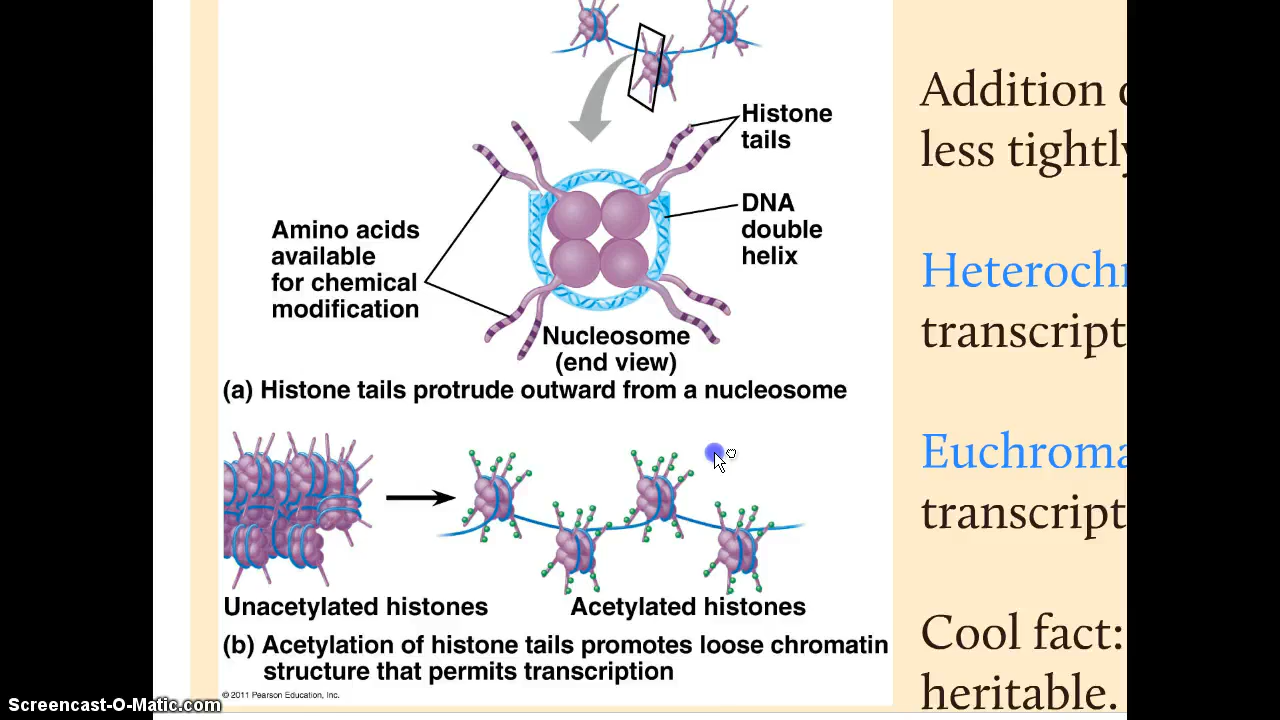 Histone
tails
DNA
double
helix
Amino acids
available
for chemical
modification
Nucleosome
(end view)
(a) Histone tails protrude outward from a nucleosome
Unacetylated histones
Acetylated histones
(b) Acetylation of histone tails promotes loose chromatin
structure that permits transcription
© 2011 Pearson Education, Inc.
Addition
less tightly
Heterochr
transcript
Euchroma
transcript
Cool fact:
heritable.
Screencast-O-Matic.com